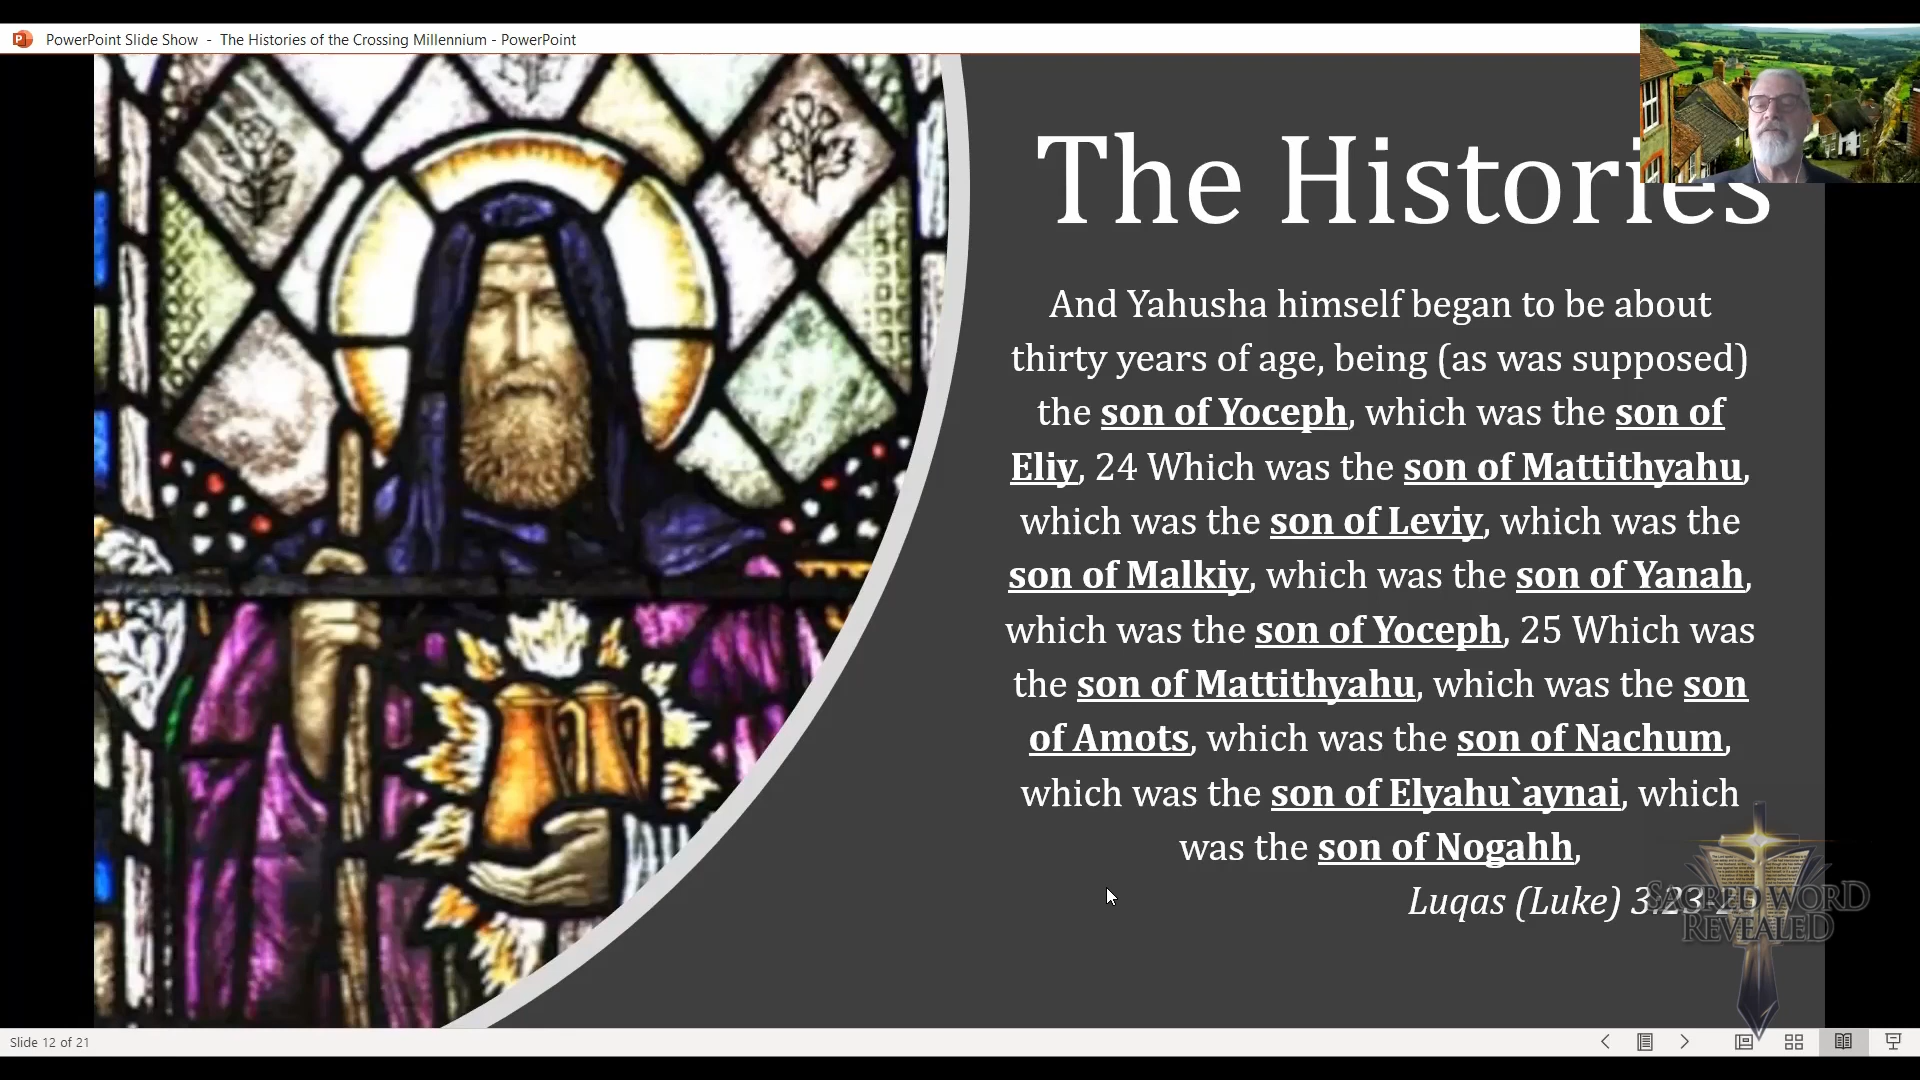 PowerPoint Slide Show - The Histories of the Crossing Millennium - PowerPoint
The Histories
And Yahusha himself began to be about
thirty years of age, being (as was supposed)
the son of Yoceph, which was the son of
Eliy, 24 Which was the son of Mattithyahu,
which was the son of Leviy, which was the
son of Malkiy, which was the son of Yanah,
which was the son of Yoceph, 25 Which was
the son of Mattithyahu, which was the son
of Amots, which was the son of Nachum,
which was the son of Elyahu`aynai, which
was the son of Nogahh,
Luqas (Luke)
SACRED WORD
REVEALED
Slide 12 of 21